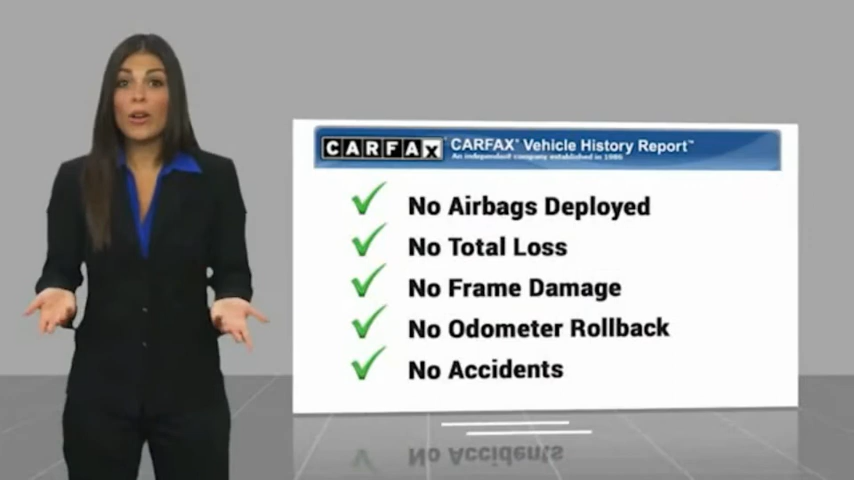 CARFAX CARFAX® Vehicle History Report™
An independent company established in 1986
No Airbags Deployed
No Total Loss
No Frame Damage
No Odometer Rollback
No Accidents
No Accidents